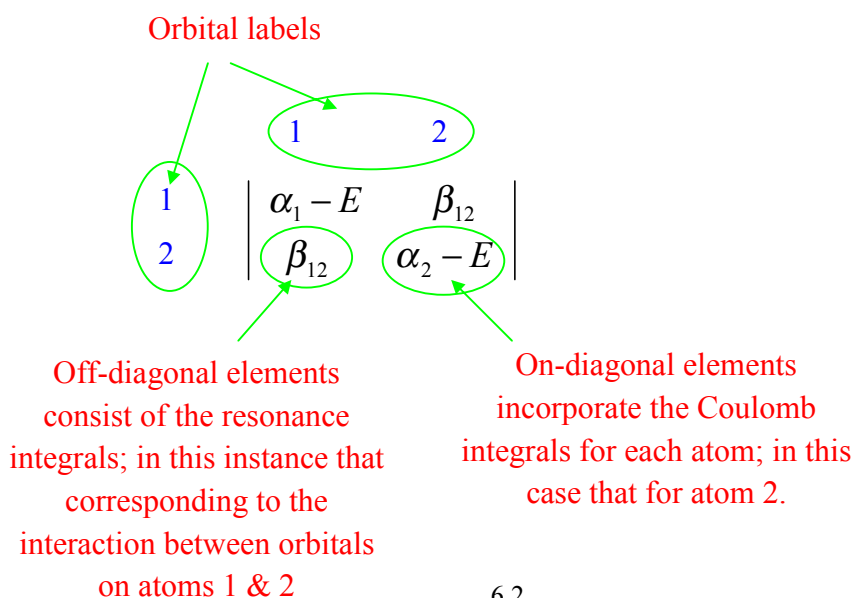 Orbital labels
1 2
1 α₁ − E β₁₂
2 β₁₂ α₂ − E
Off-diagonal elements
consist of the resonance
integrals; in this instance that
corresponding to the
interaction between orbitals
on atoms 1 & 2
On-diagonal elements
incorporate the Coulomb
integrals for each atom; in this
case that for atom 2.